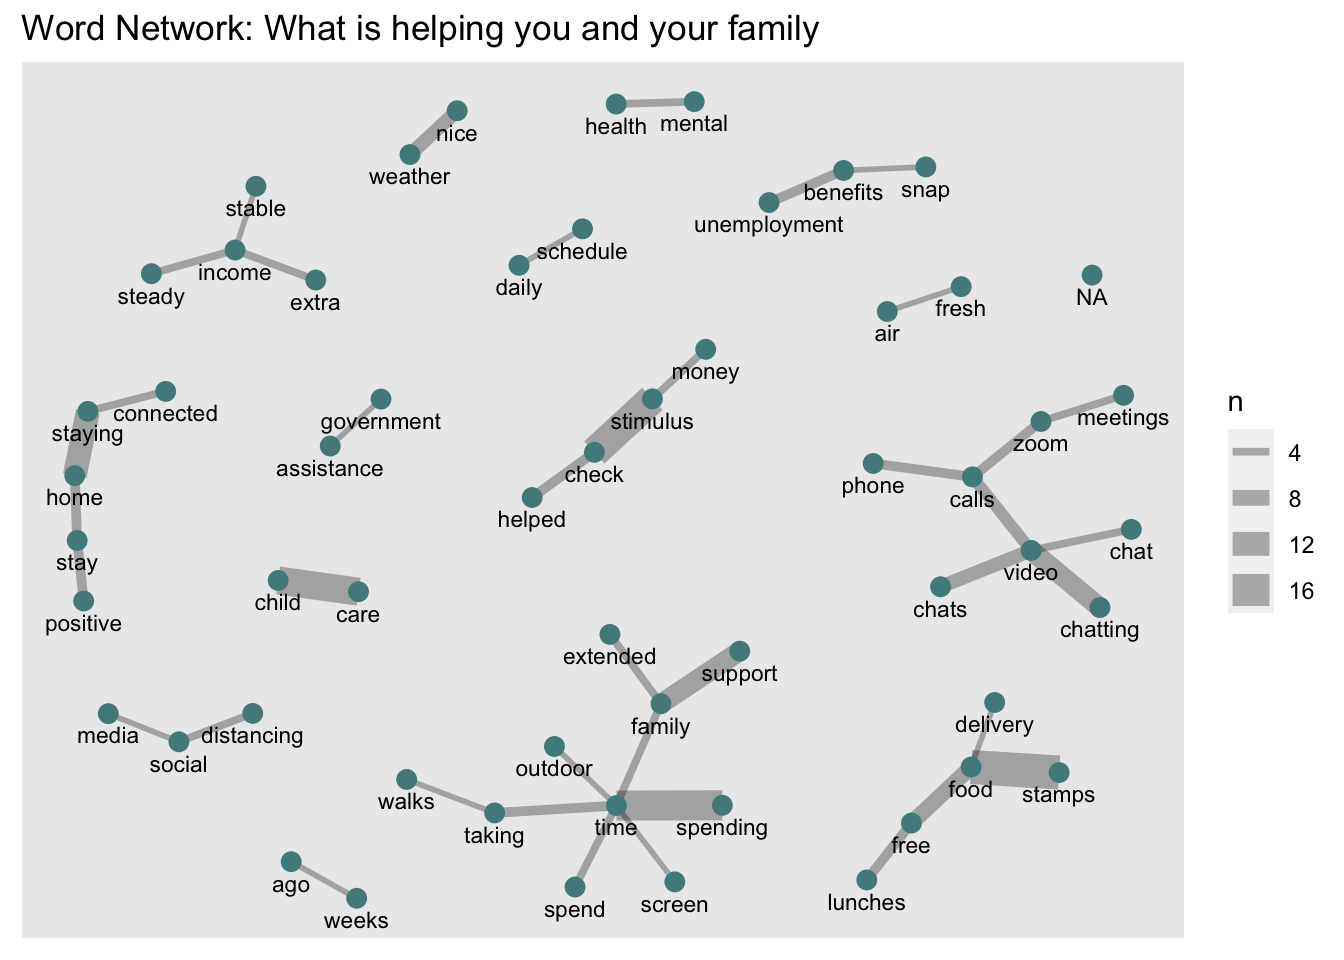 Word Network: What is helping you and your family
nice
health
mental
weather
benefits
snap
stable
unemployment
schedule
income
daily
steady
extra
NA
fresh
air
money
connected
government
stimulus
meetings
staying
zoom
assistance
check
phone
home
calls
helped
chat
stay
video
child
care
chats
positive
chatting
extended
support
delivery
family
media
distancing
social
outdoor
food
stamps
walks
time
spending
taking
free
ago
lunches
screen
spend
weeks
n
4
8
12
16